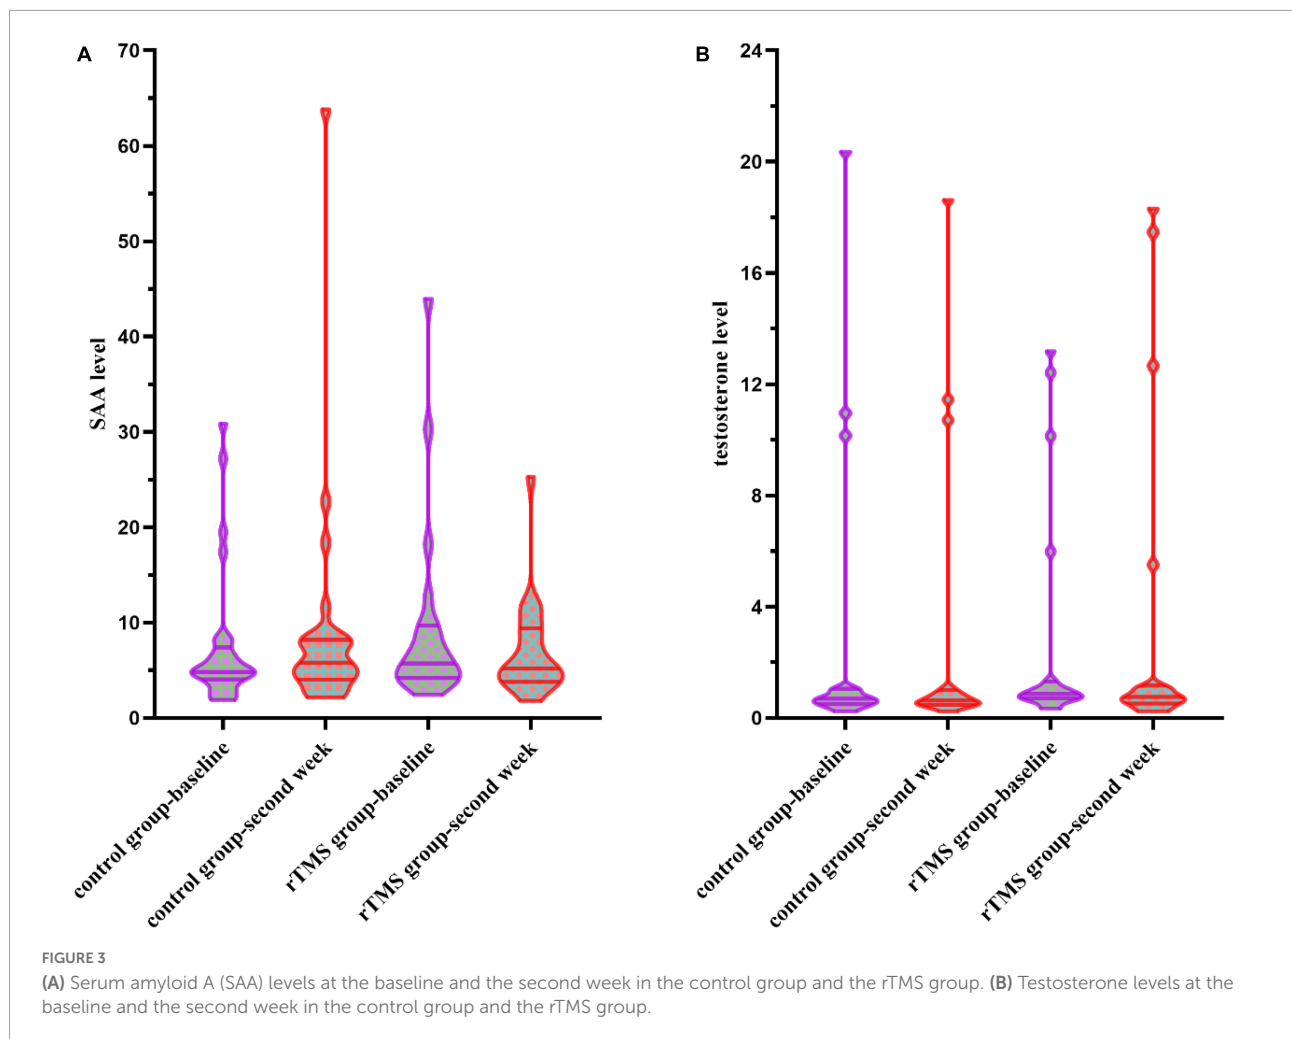 A
70
60
50
40
30
20
10
0
SAA level
control group-baseline
control group-second week
rTMS group-baseline
rTMS group-second week
B
24
20
16
12
8
4
0
testosterone level
control group-baseline
control group-second week
rTMS group-baseline
rTMS group-second week
FIGURE 3
(A) Serum amyloid A (SAA) levels at the baseline and the second week in the control group and the rTMS group. (B) Testosterone levels at the
baseline and the second week in the control group and the rTMS group.